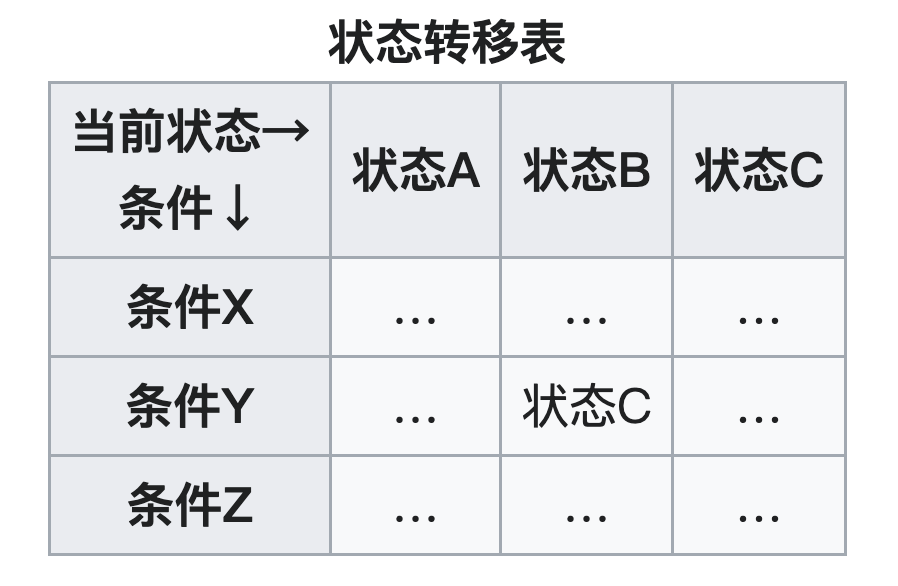 状态转移表
当前状态→ 状态A 状态B 状态C
条件↓
条件X ... ... ...
条件Y ... 状态C ...
条件Z ... ... ...